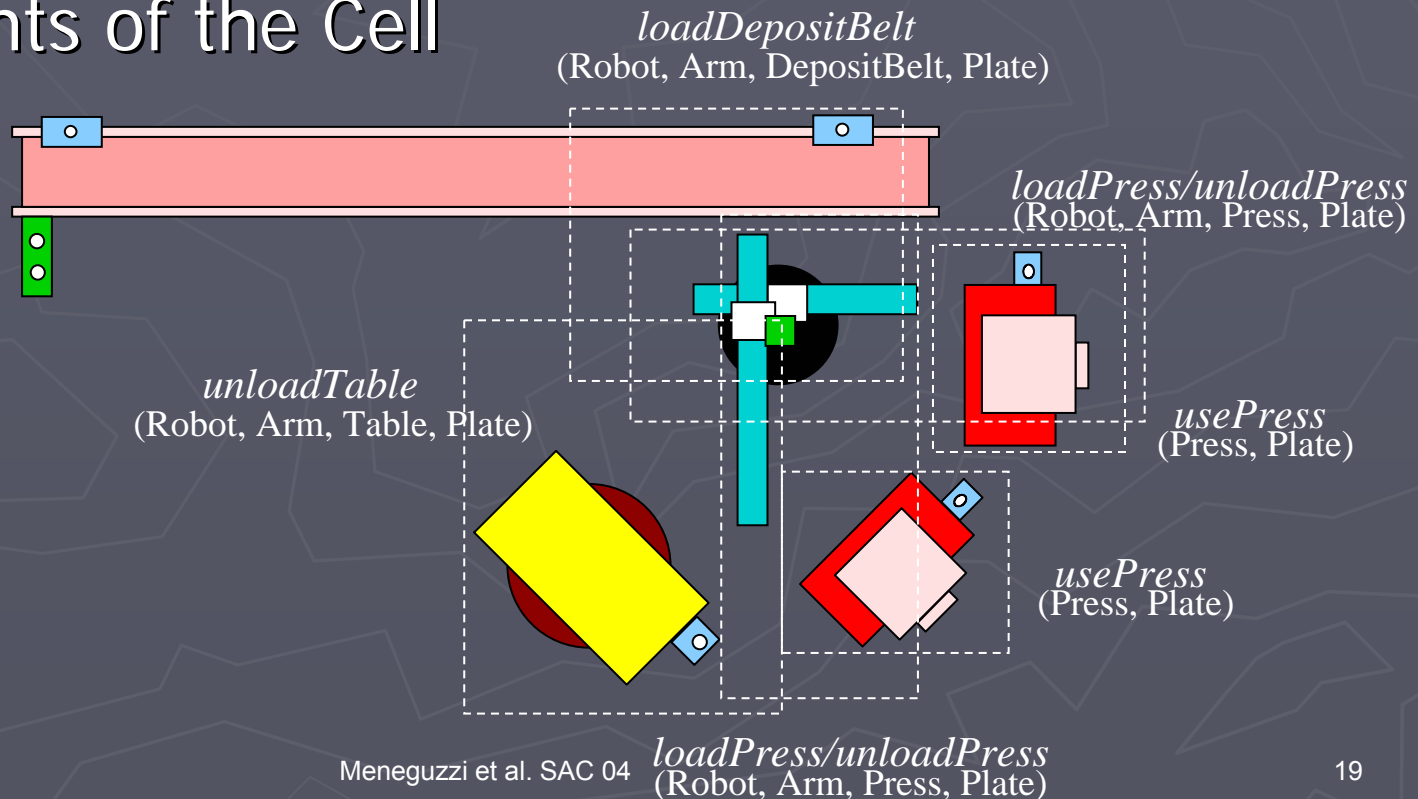 nts of the Cell
loadDepositBelt
(Robot, Arm, DepositBelt, Plate)
loadPress/unloadPress
(Robot, Arm, Press, Plate)
unloadTable
(Robot, Arm, Table, Plate)
usePress
(Press, Plate)
usePress
(Press, Plate)
loadPress/unloadPress
(Robot, Arm, Press, Plate)
Meneguzzi et al. SAC 04
19